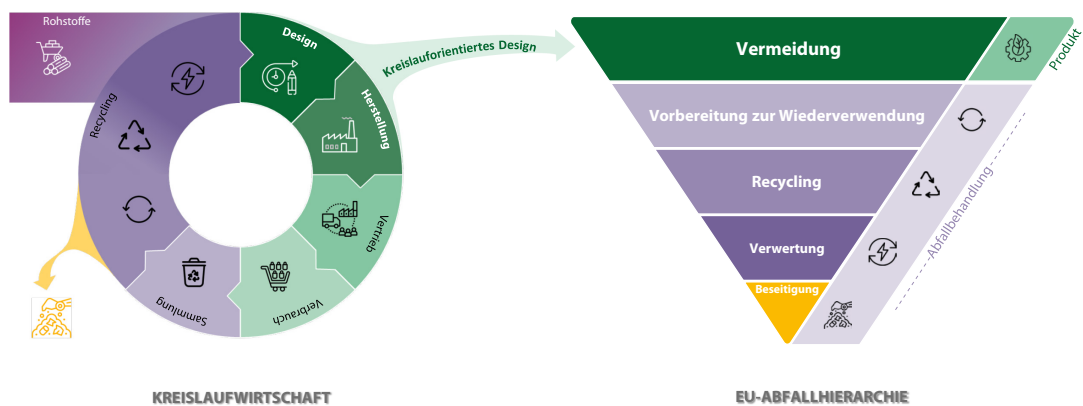 Rohstoffe
Design
Herstellung
Vertrieb
Verbrauch
Sammlung
Recycling
Kreislauforientiertes Design
KREISLAUFWIRTSCHAFT
Vermeidung
Vorbereitung zur Wiederverwendung
Recycling
Verwertung
Beseitigung
Produkt
Abfallbehandlung
EU-ABFALLHIERARCHIE